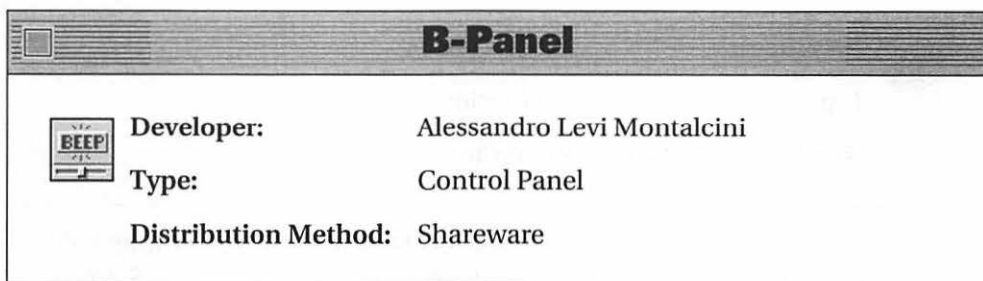 B-Panel
BEEP
Developer: Alessandro Levi Montalcini
Type: Control Panel
Distribution Method: Shareware